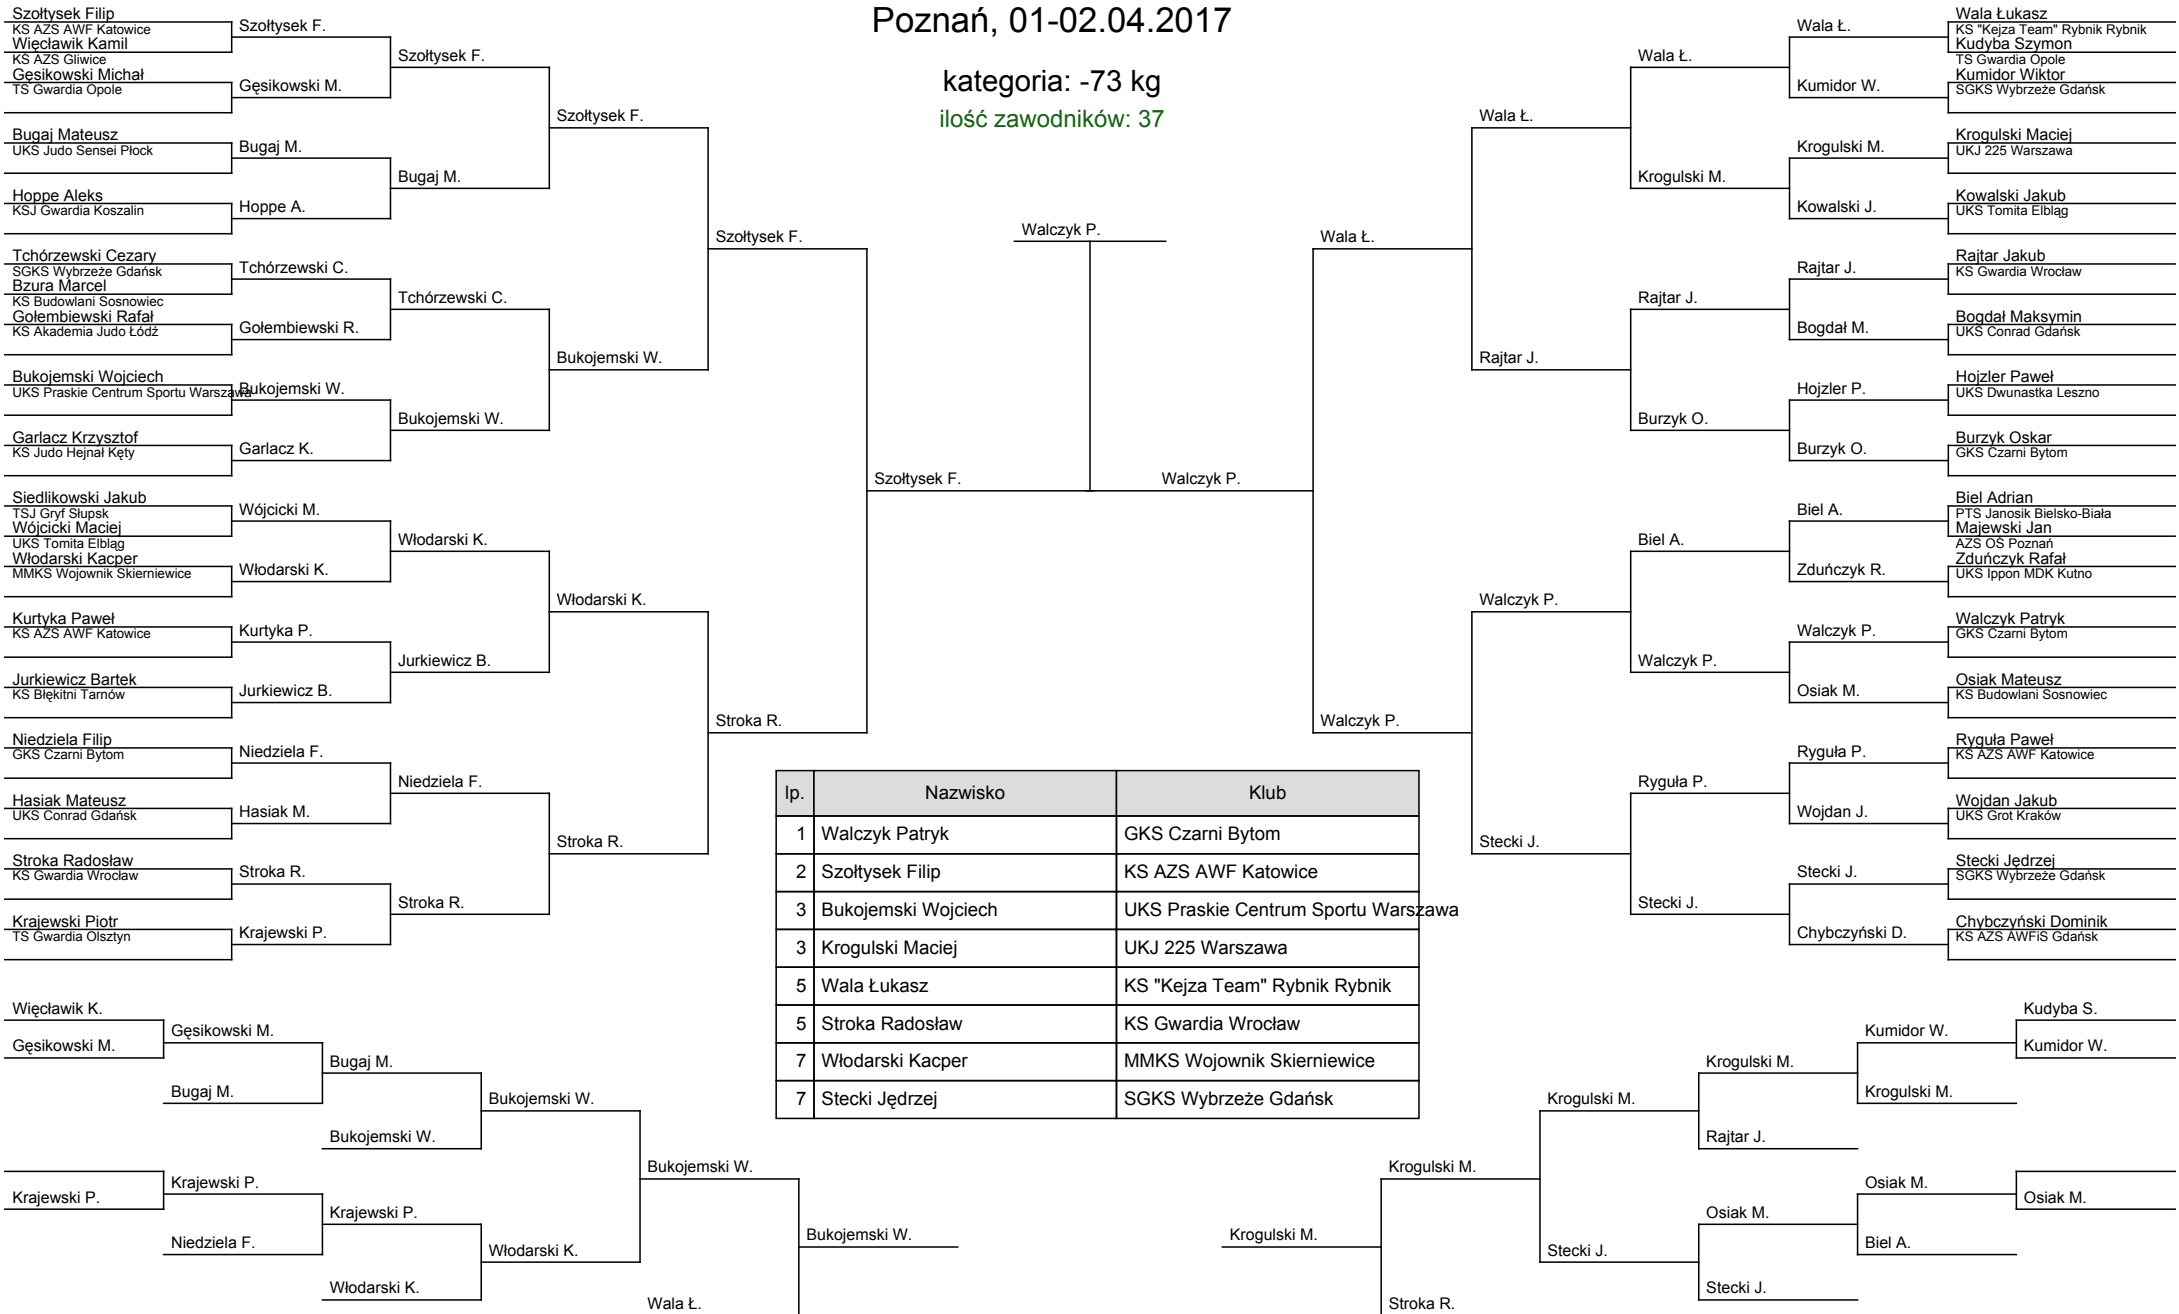 Poznań, 01-02.04.2017
kategoria: -73 kg
ilość zawodników: 37
Szołtysek Filip
KS AZS AWF Katowice
Więcławik Kamil
KS AZS Gliwice
Gęsikowski Michał
TS Gwardia Opole
Bugaj Mateusz
UKS Judo Sensei Płock
Hoppe Aleks
KSJ Gwardia Koszalin
Tchórzewski Cezary
SGKS Wybrzeże Gdańsk
Bzura Marcel
KS Budowlani Sosnowiec
Gołembiewski Rafał
KS Akademia Judo Łódź
Bukojemski Wojciech
UKS Praskie Centrum Sportu Warszawa
Garlacz Krzysztof
KS Judo Hejnał Kęty
Siedlikowski Jakub
TSJ Gryf Słupsk
Wójcicki Maciej
UKS Tomita Elbląg
Włodarski Kacper
MMKS Wojownik Skierniewice
Kurtyka Paweł
KS AZS AWF Katowice
Jurkiewicz Bartek
KS Błękitni Tarnów
Niedziela Filip
GKS Czarni Bytom
Hasiak Mateusz
UKS Conrad Gdańsk
Stroka Radosław
KS Gwardia Wrocław
Krajewski Piotr
TS Gwardia Olsztyn
Szołtysek F.
Gęsikowski M.
Bugaj M.
Hoppe A.
Tchórzewski C.
Gołembiewski R.
Bukojemski W.
Garlacz K.
Wójcicki M.
Włodarski K.
Kurtyka P.
Jurkiewicz B.
Niedziela F.
Hasiak M.
Stroka R.
Krajewski P.
Szołtysek F.
Bugaj M.
Tchórzewski C.
Bukojemski W.
Włodarski K.
Jurkiewicz B.
Niedziela F.
Stroka R.
Szołtysek F.
Bukojemski W.
Włodarski K.
Stroka R.
Szołtysek F.
Stroka R.
Szołtysek F.
Walczyk P.
Walczyk P.
Wala Ł.
Walczyk P.
Wala Ł.
Rajtar J.
Walczyk P.
Stecki J.
Wala Ł.
Krogulski M.
Rajtar J.
Burzyk O.
Biel A.
Walczyk P.
Ryguła P.
Stecki J.
Wala Ł.
Kumidor W.
Krogulski M.
Kowalski J.
Rajtar J.
Bogdał M.
Hojzler P.
Burzyk O.
Biel A.
Zduńczyk R.
Walczyk P.
Osiak M.
Ryguła P.
Wojdan J.
Stecki J.
Chybczyński D.
Wala Łukasz
KS "Kejza Team" Rybnik Rybnik
Kudyba Szymon
TS Gwardia Opole
Kumidor Wiktor
SGKS Wybrzeże Gdańsk
Krogulski Maciej
UKJ 225 Warszawa
Kowalski Jakub
UKS Tomita Elbląg
Rajtar Jakub
KS Gwardia Wrocław
Bogdał Maksymin
UKS Conrad Gdańsk
Hojzler Paweł
UKS Dwunastka Leszno
Burzyk Oskar
GKS Czarni Bytom
Biel Adrian
PTS Janosik Bielsko-Biała
Majewski Jan
AZS OŚ Poznań
Zduńczyk Rafał
UKS Ippon MDK Kutno
Walczyk Patryk
GKS Czarni Bytom
Osiak Mateusz
KS Budowlani Sosnowiec
Ryguła Paweł
KS AZS AWF Katowice
Wojdan Jakub
UKS Grot Kraków
Stecki Jędrzej
SGKS Wybrzeże Gdańsk
Chybczyński Dominik
KS AZS AWFiS Gdańsk
lp. Nazwisko Klub
1 Walczyk Patryk GKS Czarni Bytom
2 Szołtysek Filip KS AZS AWF Katowice
3 Bukojemski Wojciech UKS Praskie Centrum Sportu Warszawa
3 Krogulski Maciej UKJ 225 Warszawa
5 Wala Łukasz KS "Kejza Team" Rybnik Rybnik
5 Stroka Radosław KS Gwardia Wrocław
7 Włodarski Kacper MMKS Wojownik Skierniewice
7 Stecki Jędrzej SGKS Wybrzeże Gdańsk
Więcławik K.
Gęsikowski M.
Krajewski P.
Gęsikowski M.
Bugaj M.
Krajewski P.
Niedziela F.
Bugaj M.
Bukojemski W.
Krajewski P.
Włodarski K.
Bukojemski W.
Włodarski K.
Bukojemski W.
Wala Ł.
Bukojemski W.
Krogulski M.
Krogulski M.
Stroka R.
Krogulski M.
Stecki J.
Krogulski M.
Rajtar J.
Osiak M.
Stecki J.
Kumidor W.
Krogulski M.
Osiak M.
Biel A.
Kudyba S.
Kumidor W.
Osiak M.